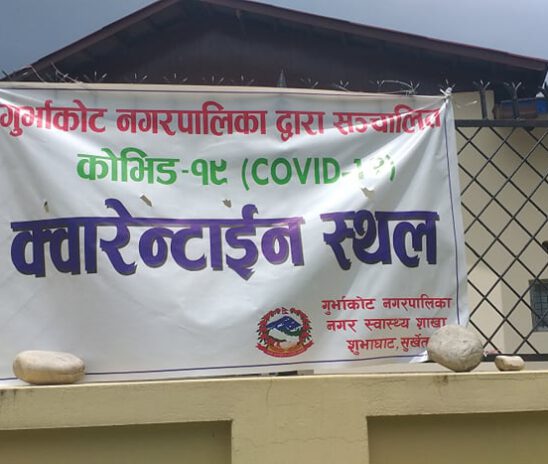 गुर्भाकोट नगरपालिका द्वारा सञ्चालित
कोभिड-१९ (COVID-19)
क्वारेन्टाईन स्थल
गुर्भाकोट नगरपालिका
नगर स्वास्थ्य शाखा
शुभाघाट, सुर्खेत